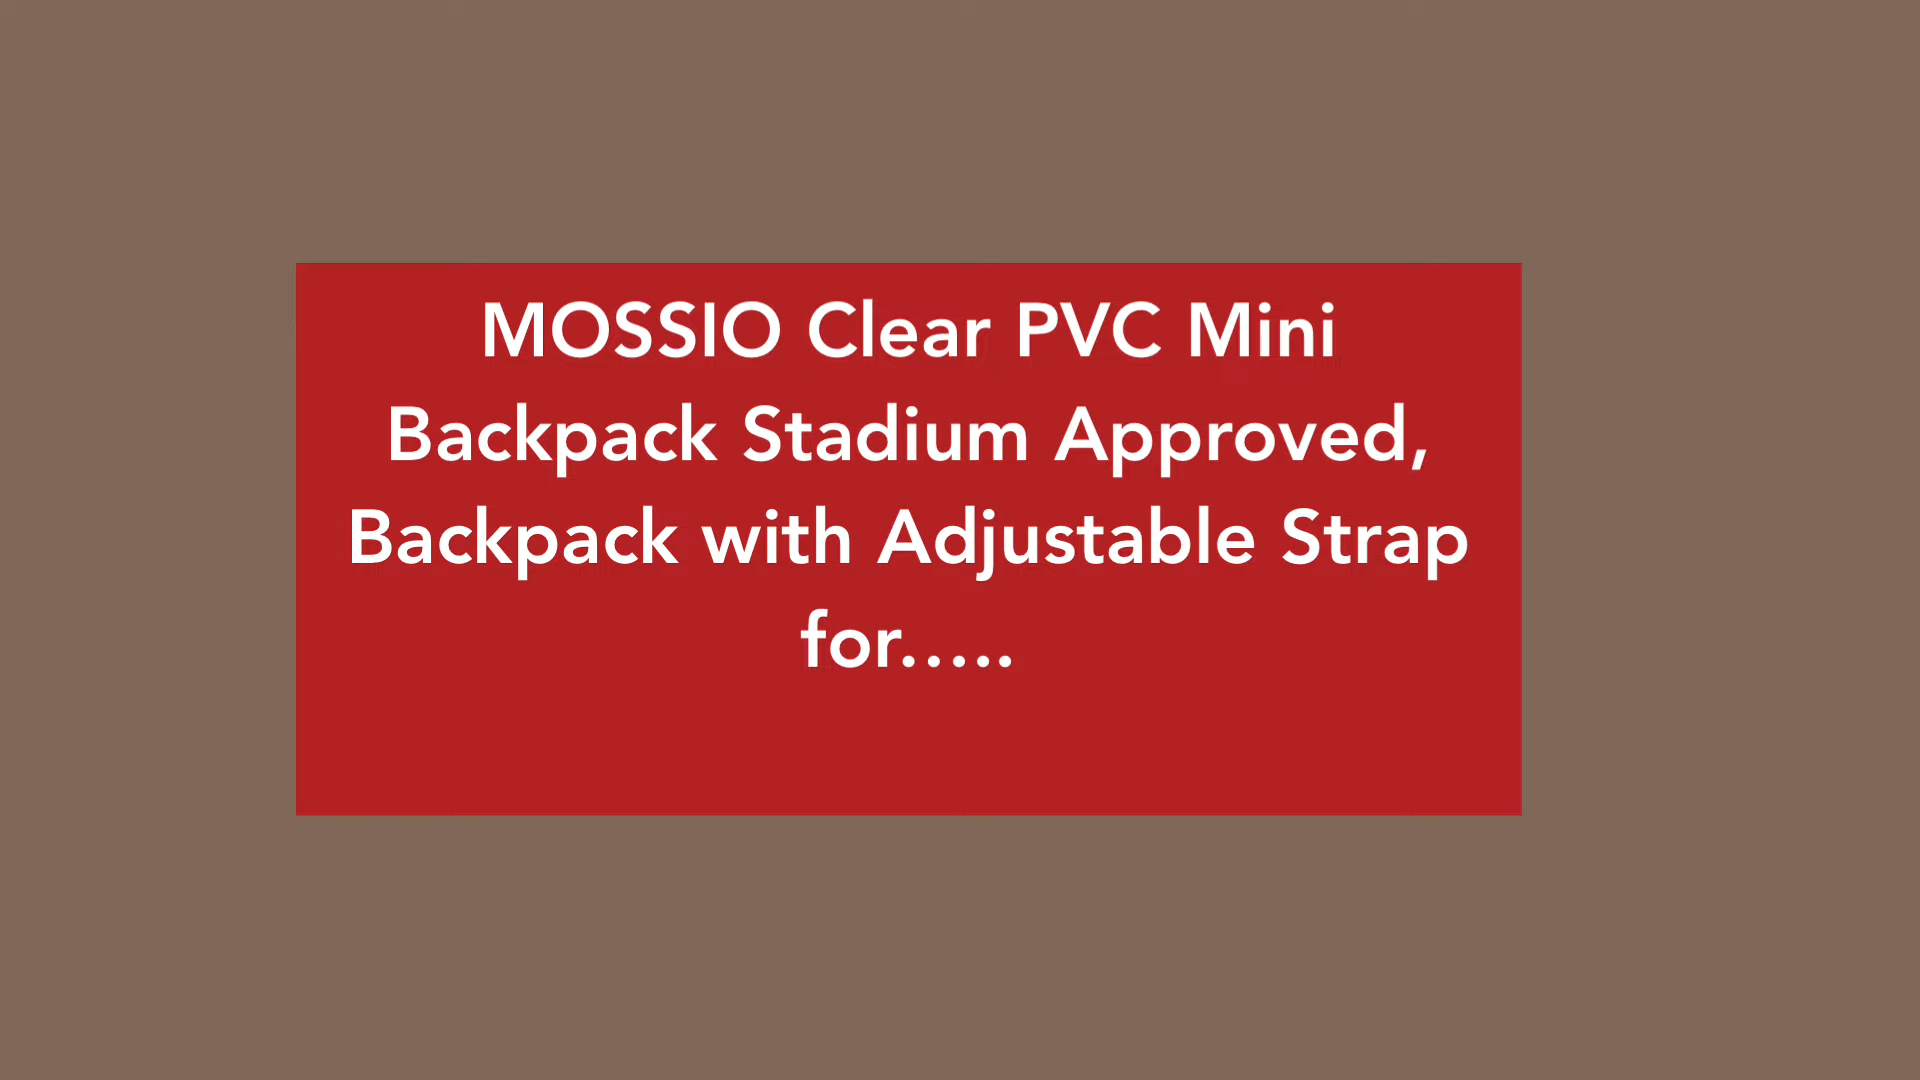 MOSSIO Clear PVC Mini
Backpack Stadium Approved,
Backpack with Adjustable Strap
for.....